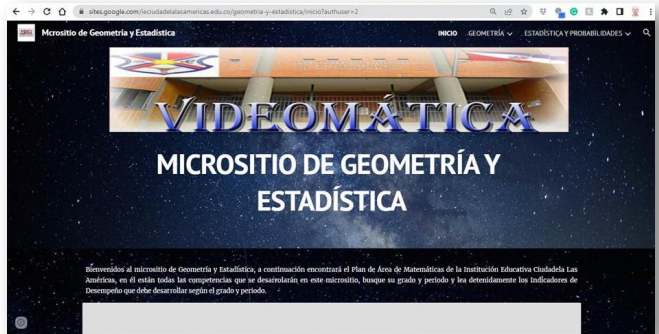 sites.google.com/ieciudadelalasamericas.edu.co/geometria-y-estadistica/inicio?authuser=2
Mcrositio de Geometría y Estadística
INICIO GEOMETRÍA ESTADÍSTICA Y PROBABILIDADES
VIDEOMÁTICA
MICROSITIO DE GEOMETRÍA Y
ESTADÍSTICA
Bienvenidos al micrositio de Geometría y Estadística, a continuación encontrará el Plan de Área de Matemáticas de la Institución Educativa Ciudadela Las
Américas, en él están todas las competencias que se desarrolarán en este micrositio, busque su grado y periodo y lea detenidamente los Indicadores de
Desempeño que debe desarrollar según el grado y periodo.